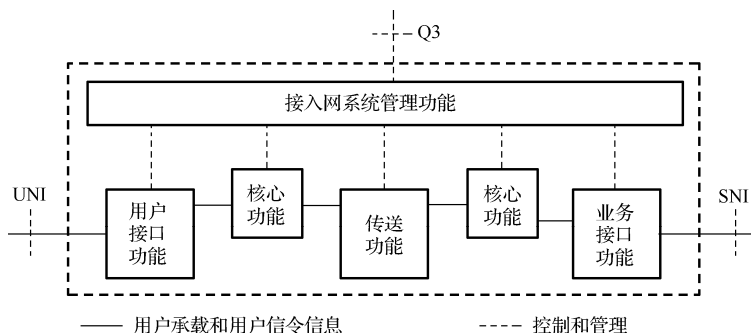 Q3
接入网系统管理功能
UNI
用户
接口
功能
核心
功能
传送
功能
核心
功能
业务
接口
功能
SNI
用户承载和用户信令信息
控制和管理